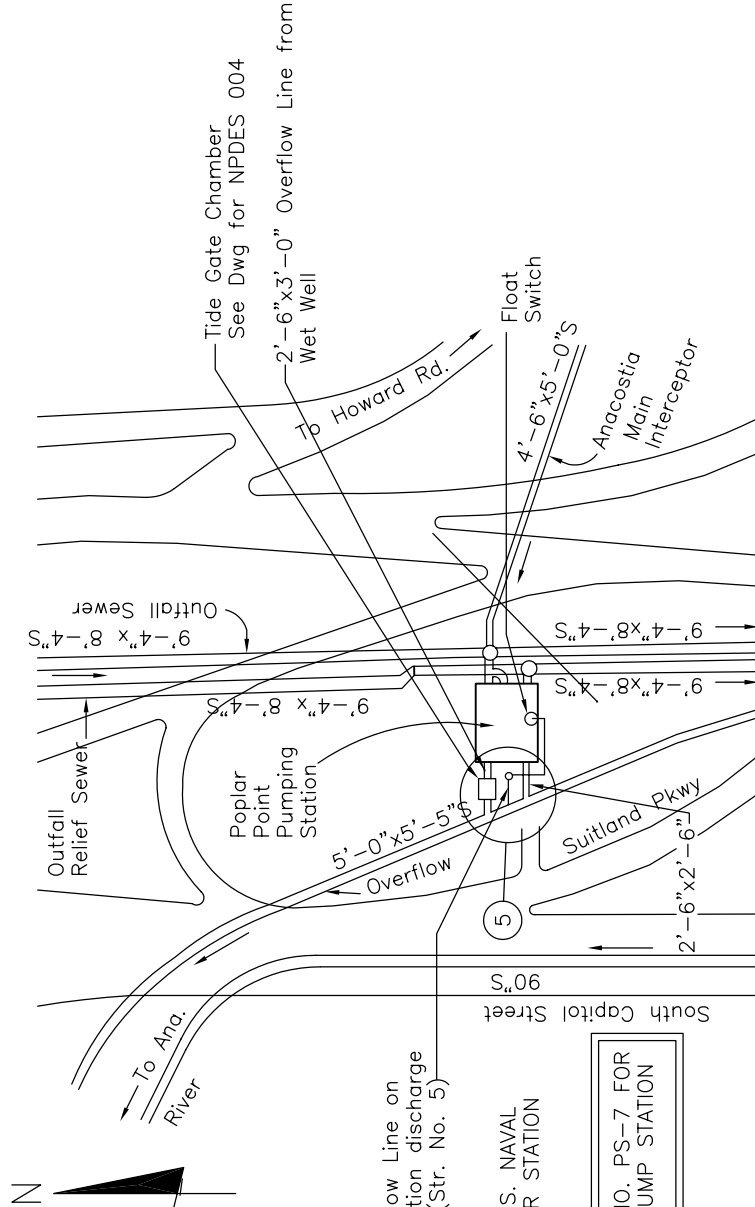 Tide Gate Chamber
See Dwg for NPDES 004
2'-6"x3'-0" Overflow Line from
Wet Well
To Howard Rd.
Float
Switch
4'-6"x5'-0"S
Anacostia
Main
Interceptor
Outfall Sewer
9'-4"x 8'-4"S
9'-4"x 8'-4"S
9'-4"x8'-4"S
9'-4"x8'-4"S
Outfall
Relief Sewer
Poplar
Point
Pumping
Station
5'-0"x5'-5"S
Overflow
Suitland Pkwy
2'-6"x2'-6"
5
90"S
South Capitol Street
To Ana.
River
N
ow Line on
tion discharge
(Str. No. 5)
S. NAVAL
R STATION
NO. PS-7 FOR
UMP STATION